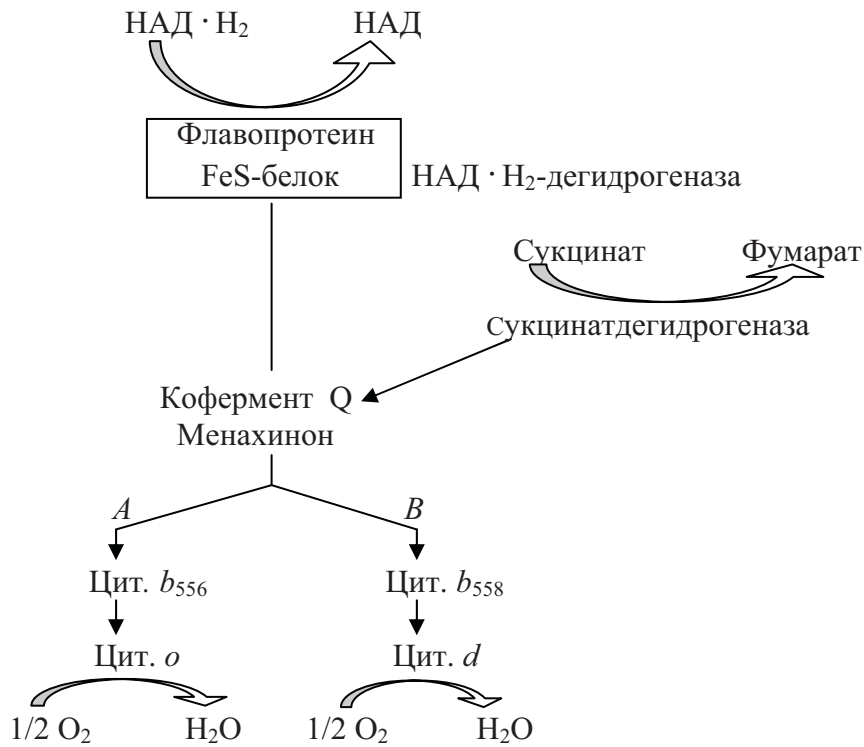 НАД · H₂ НАД
Флавопротеин
FeS-белок
НАД · H₂-дегидрогеназа
Сукцинат Фумарат
Сукцинатдегидрогеназа
Кофермент Q
Менахинон
A B
Цит. b₅₅₆ Цит. b₅₅₈
Цит. o Цит. d
1/2 O₂ H₂O 1/2 O₂ H₂O